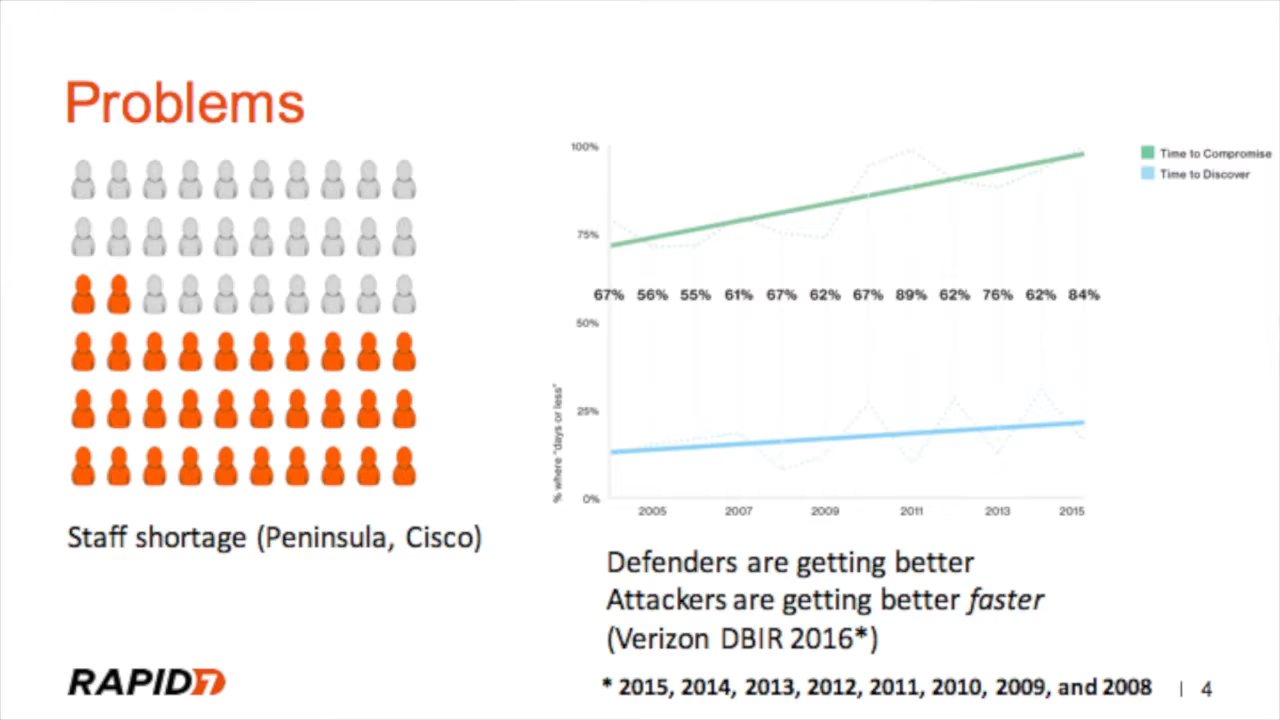 Problems
Staff shortage (Peninsula, Cisco)
100%
75%
50%
25%
0%
% where "days or less"
67% 56% 55% 61% 67% 62% 67% 89% 62% 76% 62% 84%
2005 2007 2009 2011 2013 2015
Time to Compromise
Time to Discover
Defenders are getting better
Attackers are getting better faster
(Verizon DBIR 2016*)
* 2015, 2014, 2013, 2012, 2011, 2010, 2009, and 2008
RAPID7
| 4